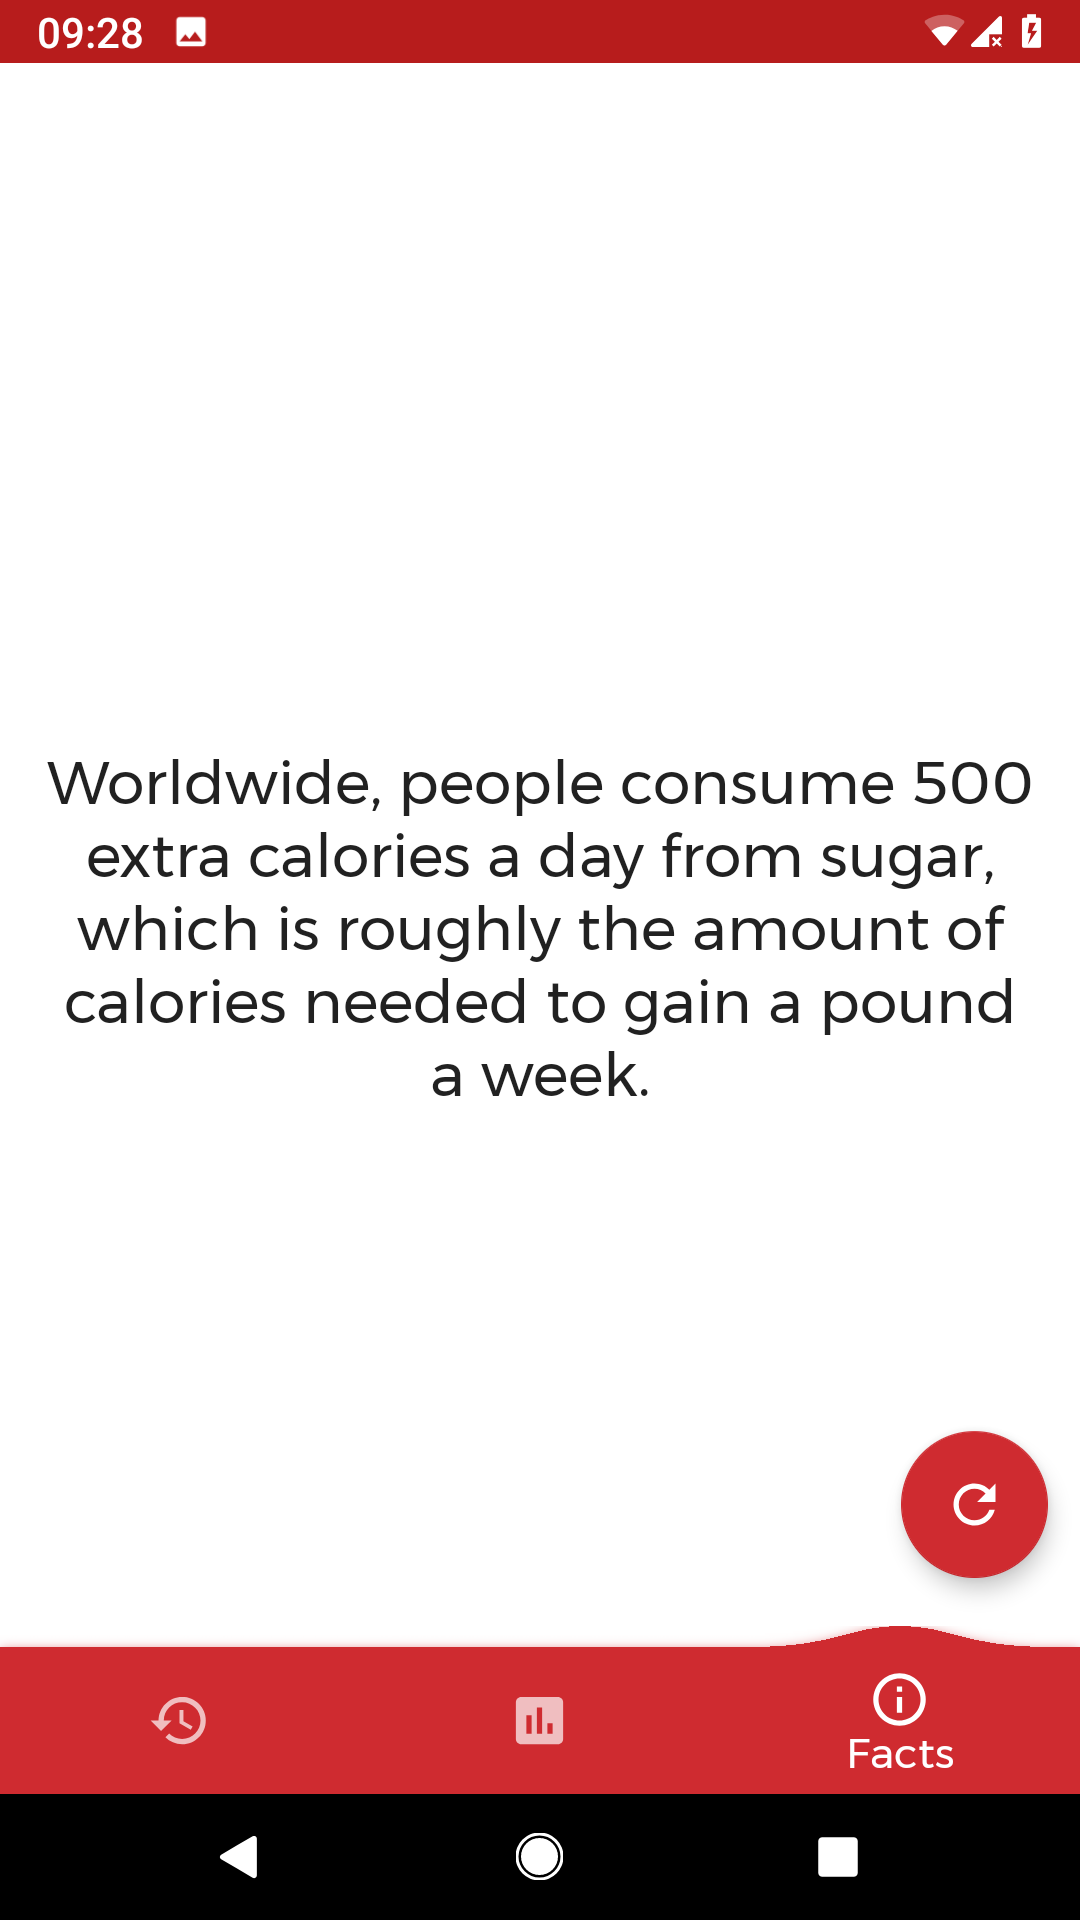 09:28
Worldwide, people consume 500
extra calories a day from sugar,
which is roughly the amount of
calories needed to gain a pound
a week.
Facts